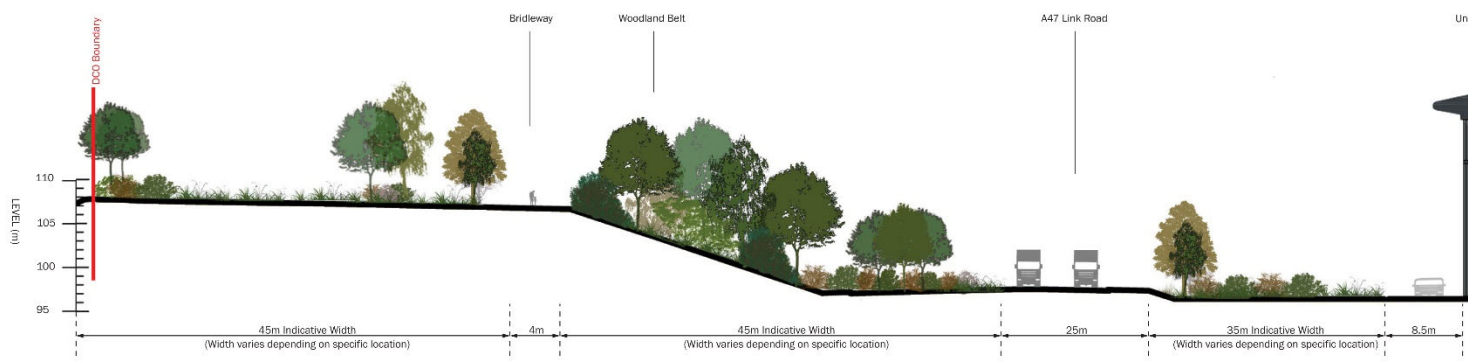 DCO Boundary
Bridleway
Woodland Belt
A47 Link Road
Un
LEVEL (m)
110
105
100
95
45m Indicative Width
(Width varies depending on specific location)
4m
45m Indicative Width
(Width varies depending on specific location)
25m
35m Indicative Width
(Width varies depending on specific location)
8.5m